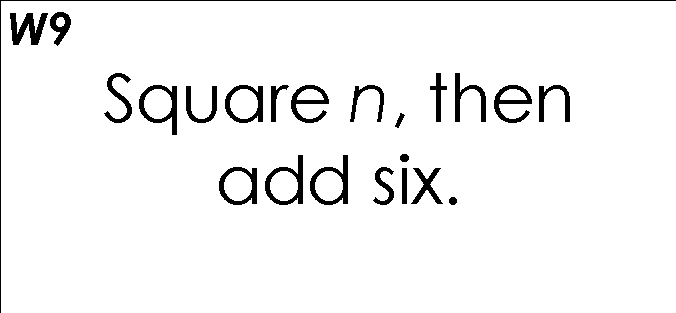 W9
Square n, then
add six.